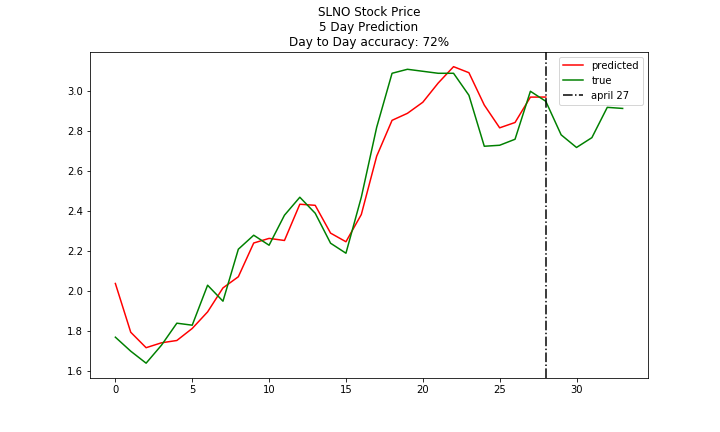 SLNO Stock Price
5 Day Prediction
Day to Day accuracy: 72%
predicted
true
april 27
3.0
2.8
2.6
2.4
2.2
2.0
1.8
1.6
0 5 10 15 20 25 30